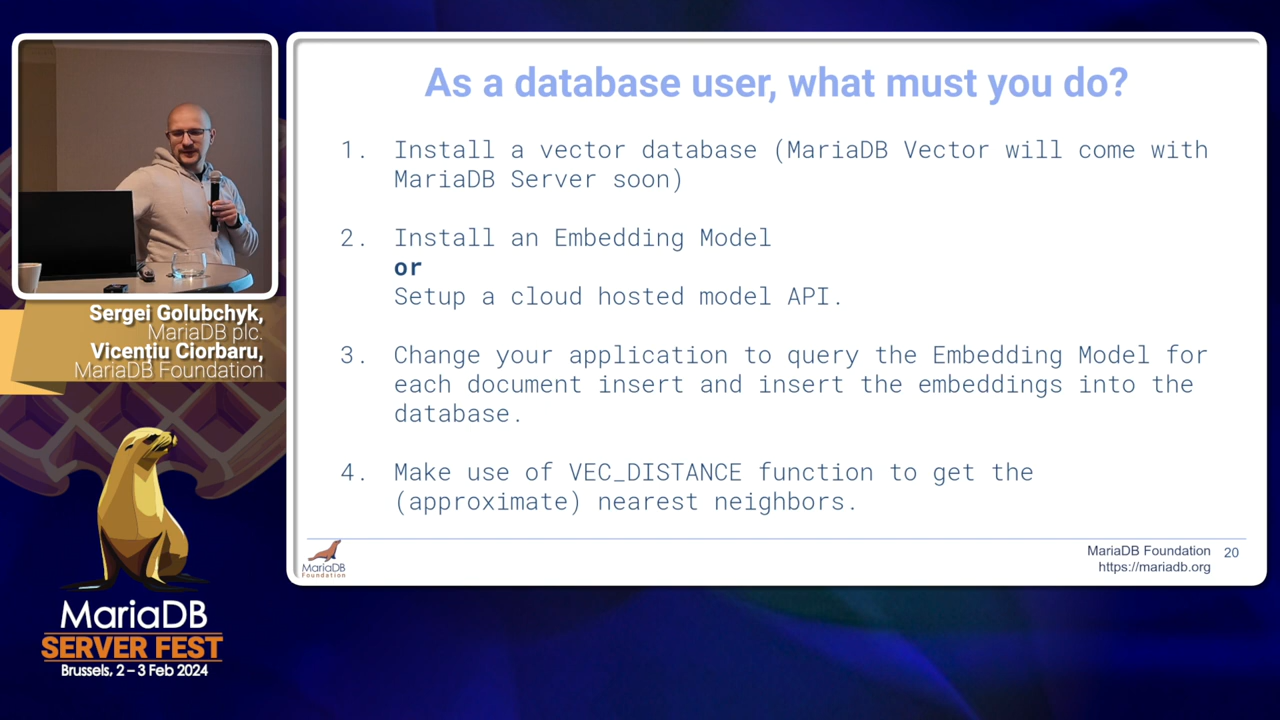 As a database user, what must you do?
1. Install a vector database (MariaDB Vector will come with
MariaDB Server soon)
2. Install an Embedding Model
or
Setup a cloud hosted model API.
3. Change your application to query the Embedding Model for
each document insert and insert the embeddings into the
database.
4. Make use of VEC_DISTANCE function to get the
(approximate) nearest neighbors.
MariaDB
Foundation
MariaDB Foundation 20
https://mariadb.org
Sergei Golubchyk,
MariaDB plc.
Vicențiu Ciorbaru,
MariaDB Foundation
MariaDB
SERVER FEST
Brussels, 2 – 3 Feb 2024